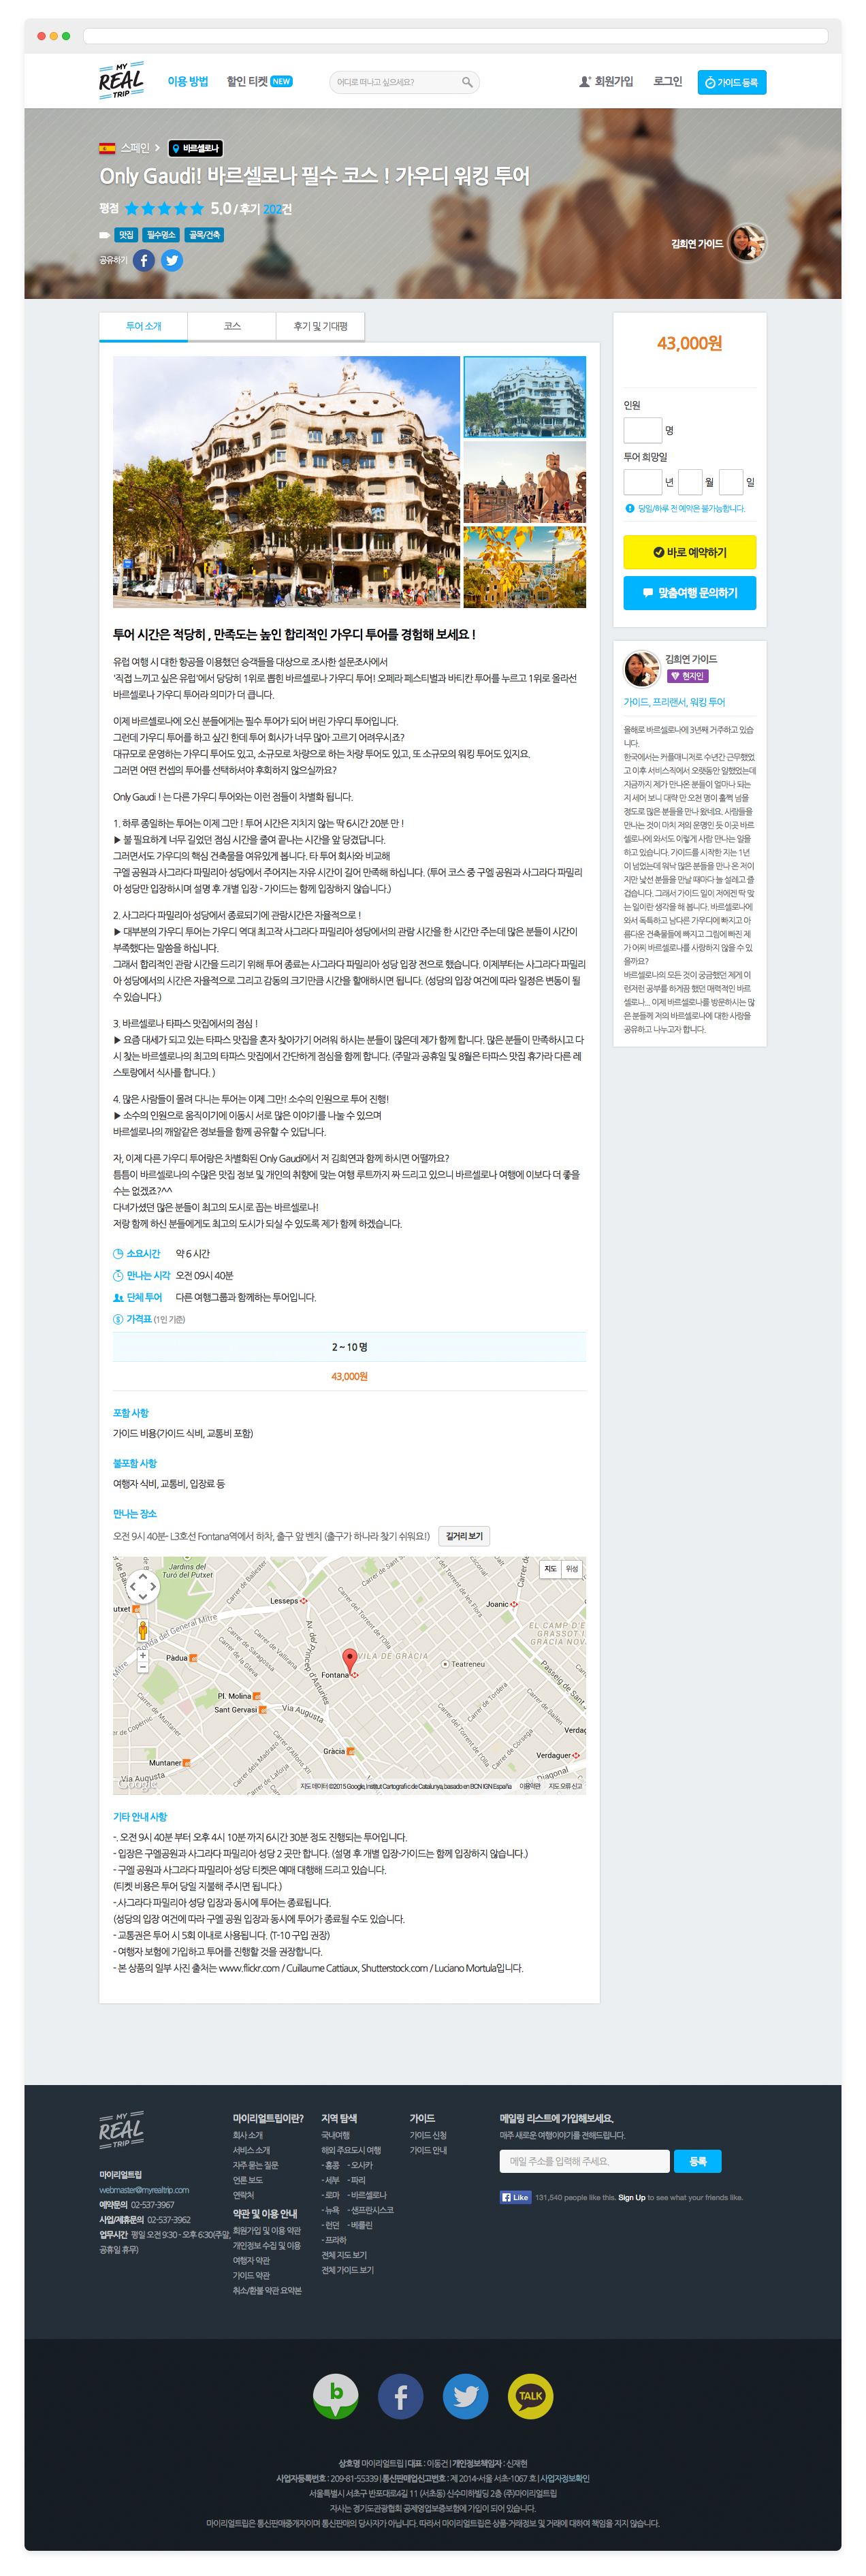 MY
REAL
TRIP
이용 방법
할인 티켓 NEW
어디로 떠나고 싶으세요?
회원가입
로그인
가이드 등록
스페인 > 바르셀로나
Only Gaudi! 바르셀로나 필수 코스 ! 가우디 워킹 투어
평점 5.0 / 후기 202건
맛집 필수명소 골목/건축
공유하기
김희연 가이드
투어 소개
코스
후기 및 기대평
43,000원
인원
명
투어 희망일
년 월 일
당일/하루 전 예약은 불가능합니다.
바로 예약하기
맞춤여행 문의하기
투어 시간은 적당히 , 만족도는 높인 합리적인 가우디 투어를 경험해 보세요 !
유럽 여행 시 대한 항공을 이용했던 승객들을 대상으로 조사한 설문조사에서
'직접 느끼고 싶은 유럽'에서 당당히 1위로 뽑힌 바르셀로나 가우디 투어! 오페라 페스티벌과 바티칸 투어를 누르고 1위로 올라선
바르셀로나 가우디 투어라 의미가 더 큽니다.
이제 바르셀로나에 오신 분들에게는 필수 투어가 되어 버린 가우디 투어입니다.
그런데 가우디 투어를 하고 싶긴 한데 투어 회사가 너무 많아 고르기 어려우시죠?
대규모로 운영하는 가우디 투어도 있고, 소규모로 차량으로 하는 차량 투어도 있고, 또 소규모의 워킹 투어도 있지요.
그러면 어떤 컨셉의 투어를 선택하셔야 후회하지 않으실까요?
Only Gaudi ! 는 다른 가우디 투어와는 이런 점들이 차별화 됩니다.
1. 하루 종일하는 투어는 이제 그만 ! 투어 시간은 지치지 않는 딱 6시간 20분 만 !
▶ 불 필요하게 너무 길었던 점심 시간을 줄여 끝나는 시간을 앞 당겼답니다.
그러면서도 가우디의 핵심 건축물을 여유있게 봅니다. 타 투어 회사와 비교해
구엘 공원과 사그라다 파밀리아 성당에서 주어지는 자유 시간이 길어 만족해 하십니다. (투어 코스 중 구엘 공원과 사그라다 파밀리
아 성당만 입장하시며 설명 후 개별 입장 - 가이드는 함께 입장하지 않습니다.)
2. 사그라다 파밀리아 성당에서 종료되기에 관람시간은 자율적으로 !
▶ 대부분의 가우디 투어는 가우디 역대 최고작 사그라다 파밀리아 성당에서의 관람 시간을 한 시간만 주는데 많은 분들이 시간이
부족했다는 말씀을 하십니다.
그래서 합리적인 관람 시간을 드리기 위해 투어 종료는 사그라다 파밀리아 성당 입장 전으로 했습니다. 이제부터는 사그라다 파밀리
아 성당에서의 시간은 자율적으로 그리고 감동의 크기만큼 시간을 할애하시면 됩니다. (성당의 입장 여건에 따라 일정은 변동이 될
수 있습니다.)
3. 바르셀로나 타파스 맛집에서의 점심 !
▶ 요즘 대세가 되고 있는 타파스 맛집을 혼자 찾아가기 어려워 하시는 분들이 많은데 제가 함께 합니다. 많은 분들이 만족하시고 다
시 찾는 바르셀로나의 최고의 타파스 맛집에서 간단하게 점심을 함께 합니다. (주말과 공휴일 및 8월은 타파스 맛집 휴가라 다른 레
스토랑에서 식사를 합니다. )
4. 많은 사람들이 몰려 다니는 투어는 이제 그만! 소수의 인원으로 투어 진행!
▶ 소수의 인원으로 움직이기에 이동시 서로 많은 이야기를 나눌 수 있으며
바르셀로나의 깨알같은 정보들을 함께 공유할 수 있답니다.
자, 이제 다른 가우디 투어랑은 차별화된 Only Gaudi에서 저 김희연과 함께 하시면 어떨까요?
틈틈이 바르셀로나의 수많은 맛집 정보 및 개인의 취향에 맞는 여행 루트까지 짜 드리고 있으니 바르셀로나 여행에 이보다 더 좋을
수는 없겠죠?^^
다녀가셨던 많은 분들이 최고의 도시로 꼽는 바르셀로나!
저랑 함께 하신 분들에게도 최고의 도시가 되실 수 있도록 제가 함께 하겠습니다.
소요시간 약 6 시간
만나는 시각 오전 09시 40분
단체 투어 다른 여행그룹과 함께하는 투어입니다.
가격표 (1인 기준)
2 ~ 10 명
43,000원
포함 사항
가이드 비용(가이드 식비, 교통비 포함)
불포함 사항
여행자 식비, 교통비, 입장료 등
만나는 장소
오전 9시 40분- L3호선 Fontana역에서 하차, 출구 앞 벤치 (출구가 하나라 찾기 쉬워요!) 길거리 보기
Jardins del
Turó del Putxet
Lesseps
Joanic
Ronda del General Mitre
Pàdua
Av. del Príncep d'Astúries
VILA DE GRÀCIA
Fontana
Teatreneu
Pl. Molina
Sant Gervasi
Via Augusta
Gràcia
Muntaner
Via Augusta
Verdaguer
Diagonal
지도 위성
Google
지도 데이터 ©2015 Google, Institut Cartogràfic de Catalunya, basado en BCN IGN España 이용약관 지도 오류 신고
기타 안내 사항
-. 오전 9시 40분 부터 오후 4시 10분 까지 6시간 30분 정도 진행되는 투어입니다.
- 입장은 구엘공원과 사그라다 파밀리아 성당 2 곳만 합니다. (설명 후 개별 입장-가이드는 함께 입장하지 않습니다.)
- 구엘 공원과 사그라다 파밀리아 성당 티켓은 예매 대행해 드리고 있습니다.
(티켓 비용은 투어 당일 지불해 주시면 됩니다.)
-.사그라다 파밀리아 성당 입장과 동시에 투어는 종료됩니다.
(성당의 입장 여건에 따라 구엘 공원 입장과 동시에 투어가 종료될 수도 있습니다.
- 교통권은 투어 시 5회 이내로 사용됩니다. (T-10 구입 권장)
- 여행자 보험에 가입하고 투어를 진행할 것을 권장합니다.
- 본 상품의 일부 사진 출처는 www.flickr.com / Cuillaume Cattiaux, Shutterstock.com / Luciano Mortula입니다.
김희연 가이드
현지인
가이드, 프리랜서, 워킹 투어
올해로 바르셀로나에 3년째 거주하고 있습
니다.
한국에서는 커플매니저로 수년간 근무했었
고 이후 서비스직에서 오랫동안 일했었는데
지금까지 제가 만나온 분들이 얼마나 되는
지 세어 보니 대략 만 오천 명이 훌쩍 넘을
정도로 많은 분들을 만나 왔네요. 사람들을
만나는 것이 마치 저의 운명인 듯 이곳 바르
셀로나에 와서도 이렇게 사람 만나는 일을
하고 있습니다. 가이드를 시작한 지는 1년
이 넘었는데 워낙 많은 분들을 만나 온 저이
지만 낯선 분들을 만날 때마다 늘 설레고 즐
겁습니다. 그래서 가이드 일이 저에겐 딱 맞
는 일이란 생각을 해 봅니다. 바르셀로나에
와서 독특하고 남다른 가우디에 빠지고 아
름다운 건축물들에 빠지고 그림에 빠진 제
가 어찌 바르셀로나를 사랑하지 않을 수 있
을까요?
바르셀로나의 모든 것이 궁금했던 제게 이
런저런 공부를 하게끔 했던 매력적인 바르
셀로나... 이제 바르셀로나를 방문하시는 많
은 분들께 저의 바르셀로나에 대한 사랑을
공유하고 나누고자 합니다.
MY
REAL
TRIP
마이리얼트립
webmaster@myrealtrip.com
예약문의 02-537-3967
사업/제휴문의 02-537-3962
업무시간 평일 오전 9:30 - 오후 6:30(주말,
공휴일 휴무)
마이리얼트립이란?
회사 소개
서비스 소개
자주 묻는 질문
언론 보도
연락처
약관 및 이용 안내
회원가입 및 이용 약관
개인정보 수집 및 이용
여행자 약관
가이드 약관
취소/환불 약관 요약본
지역 탐색
국내여행
해외 주요도시 여행
- 홍콩 - 오사카
- 세부 - 파리
- 로마 - 바르셀로나
- 뉴욕 - 샌프란시스코
- 런던 - 베를린
- 프라하
전체 지도 보기
전체 가이드 보기
가이드
가이드 신청
가이드 안내
메일링 리스트에 가입해보세요.
매주 새로운 여행이야기를 전해드립니다.
메일 주소를 입력해 주세요. 등록
Like 131,540 people like this. Sign Up to see what your friends like.
b
f
TALK
상호명 마이리얼트립 | 대표 : 이동건 | 개인정보책임자 : 신재현
사업자등록번호 : 209-81-55339 | 통신판매업신고번호 : 제 2014-서울 서초-1067 호 | 사업자정보확인
서울특별시 서초구 반포대로4길 11 (서초동) 신수미하빌딩 2층 (주)마이리얼트립
자사는 경기도관광협회 공제영업보증보험에 가입이 되어 있습니다.
마이리얼트립은 통신판매중개자이며 통신판매의 당사자가 아닙니다. 따라서 마이리얼트립은 상품·거래정보 및 거래에 대하여 책임을 지지 않습니다.